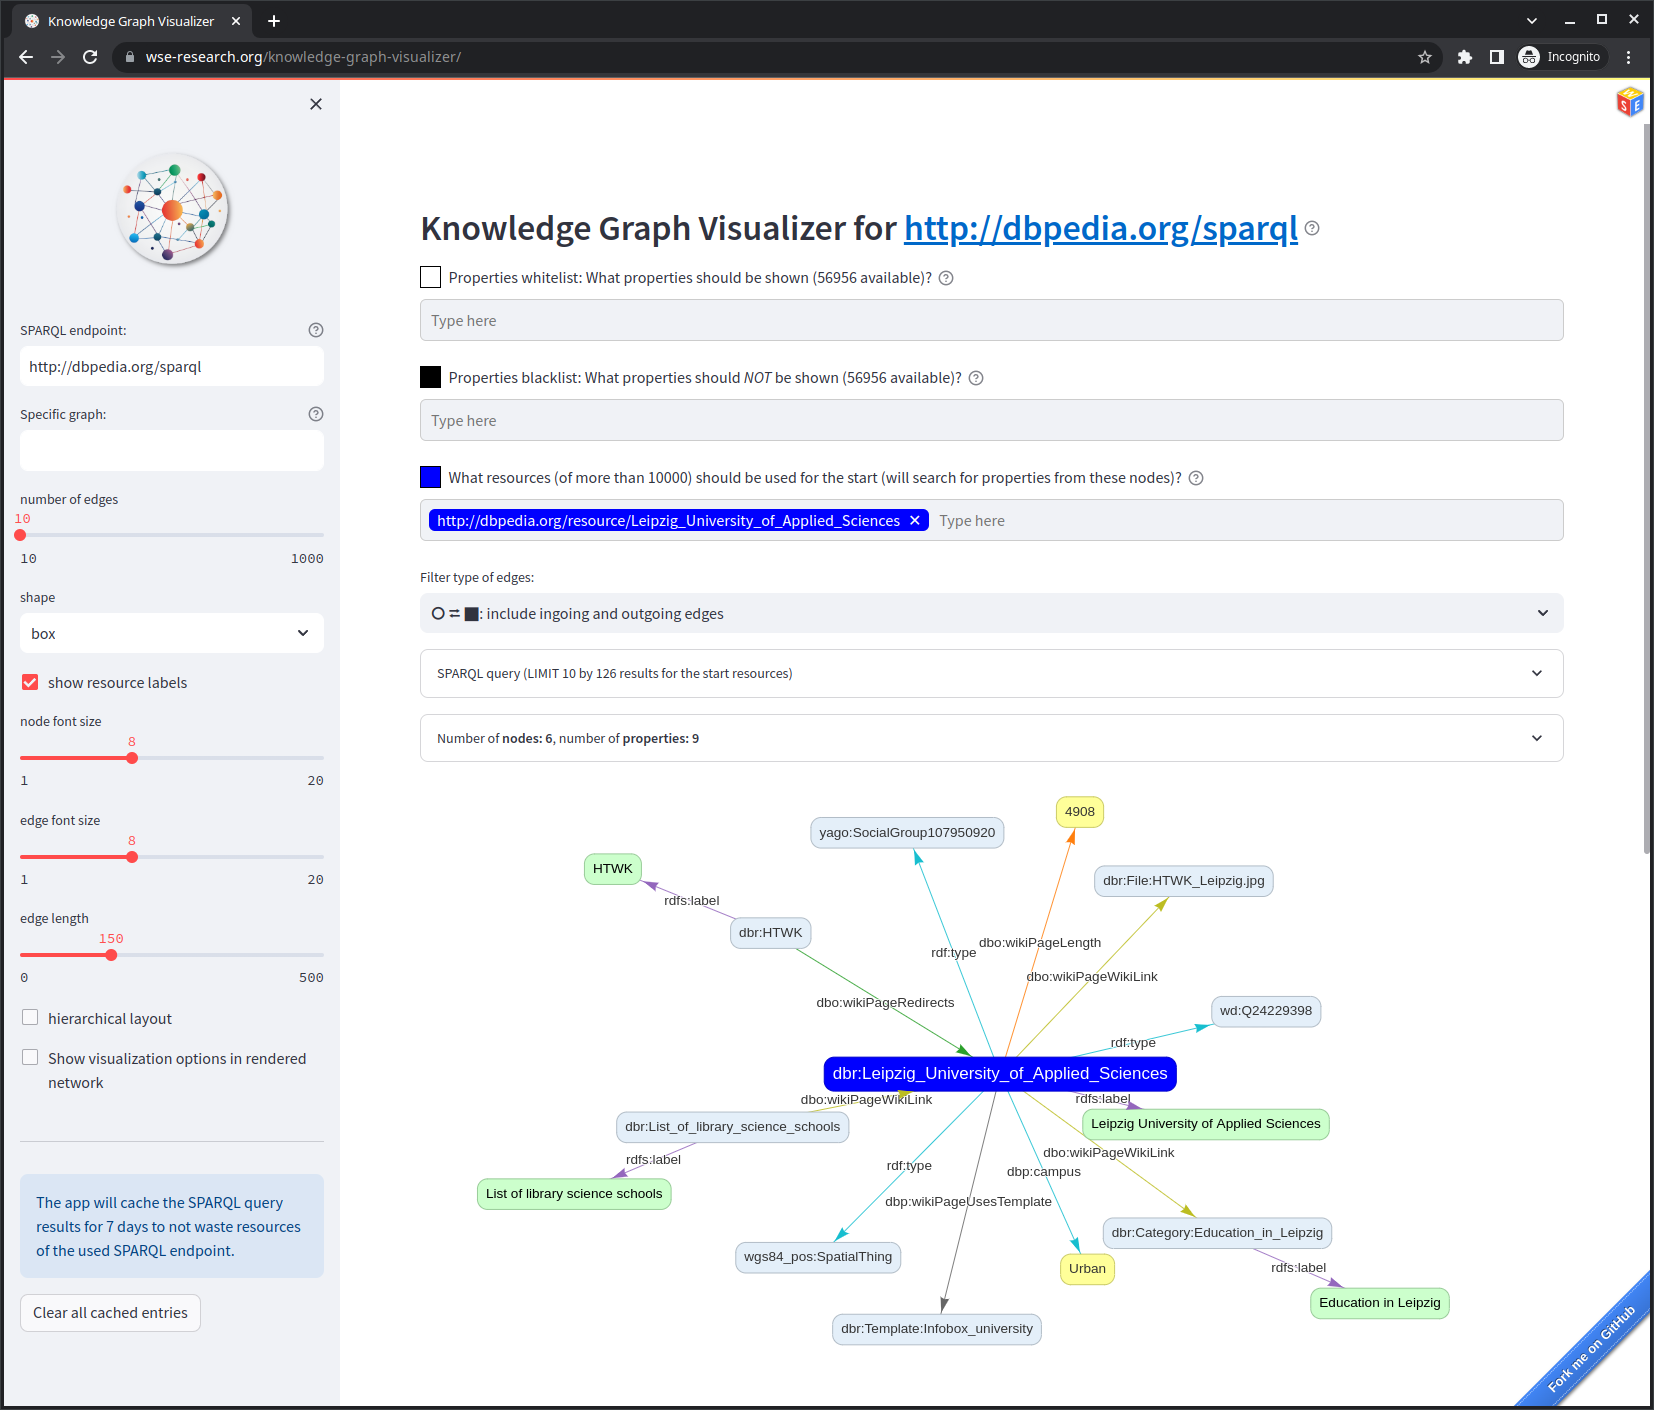 Knowledge Graph Visualizer
wse-research.org/knowledge-graph-visualizer/
Incognito
SPARQL endpoint:
http://dbpedia.org/sparql
Specific graph:
number of edges
10
10 1000
shape
box
show resource labels
node font size
8
1 20
edge font size
8
1 20
edge length
150
0 500
hierarchical layout
Show visualization options in rendered
network
The app will cache the SPARQL query
results for 7 days to not waste resources
of the used SPARQL endpoint.
Clear all cached entries
W
S E
Knowledge Graph Visualizer for http://dbpedia.org/sparql
Properties whitelist: What properties should be shown (56956 available)?
Type here
Properties blacklist: What properties should NOT be shown (56956 available)?
Type here
What resources (of more than 10000) should be used for the start (will search for properties from these nodes)?
http://dbpedia.org/resource/Leipzig_University_of_Applied_Sciences Type here
Filter type of edges:
: include ingoing and outgoing edges
SPARQL query (LIMIT 10 by 126 results for the start resources)
Number of nodes: 6, number of properties: 9
4908
yago:SocialGroup107950920
HTWK
dbr:File:HTWK_Leipzig.jpg
rdfs:label
dbr:HTWK
dbo:wikiPageLength
rdf:type
dbo:wikiPageWikiLink
dbo:wikiPageRedirects
wd:Q24229398
rdf:type
dbr:Leipzig_University_of_Applied_Sciences
dbo:wikiPageWikiLink
rdfs:label
dbr:List_of_library_science_schools
Leipzig University of Applied Sciences
rdfs:label
rdf:type
dbo:wikiPageWikiLink
dbp:campus
List of library science schools
dbp:wikiPageUsesTemplate
dbr:Category:Education_in_Leipzig
wgs84_pos:SpatialThing
Urban
rdfs:label
Education in Leipzig
dbr:Template:Infobox_university
Fork me on GitHub